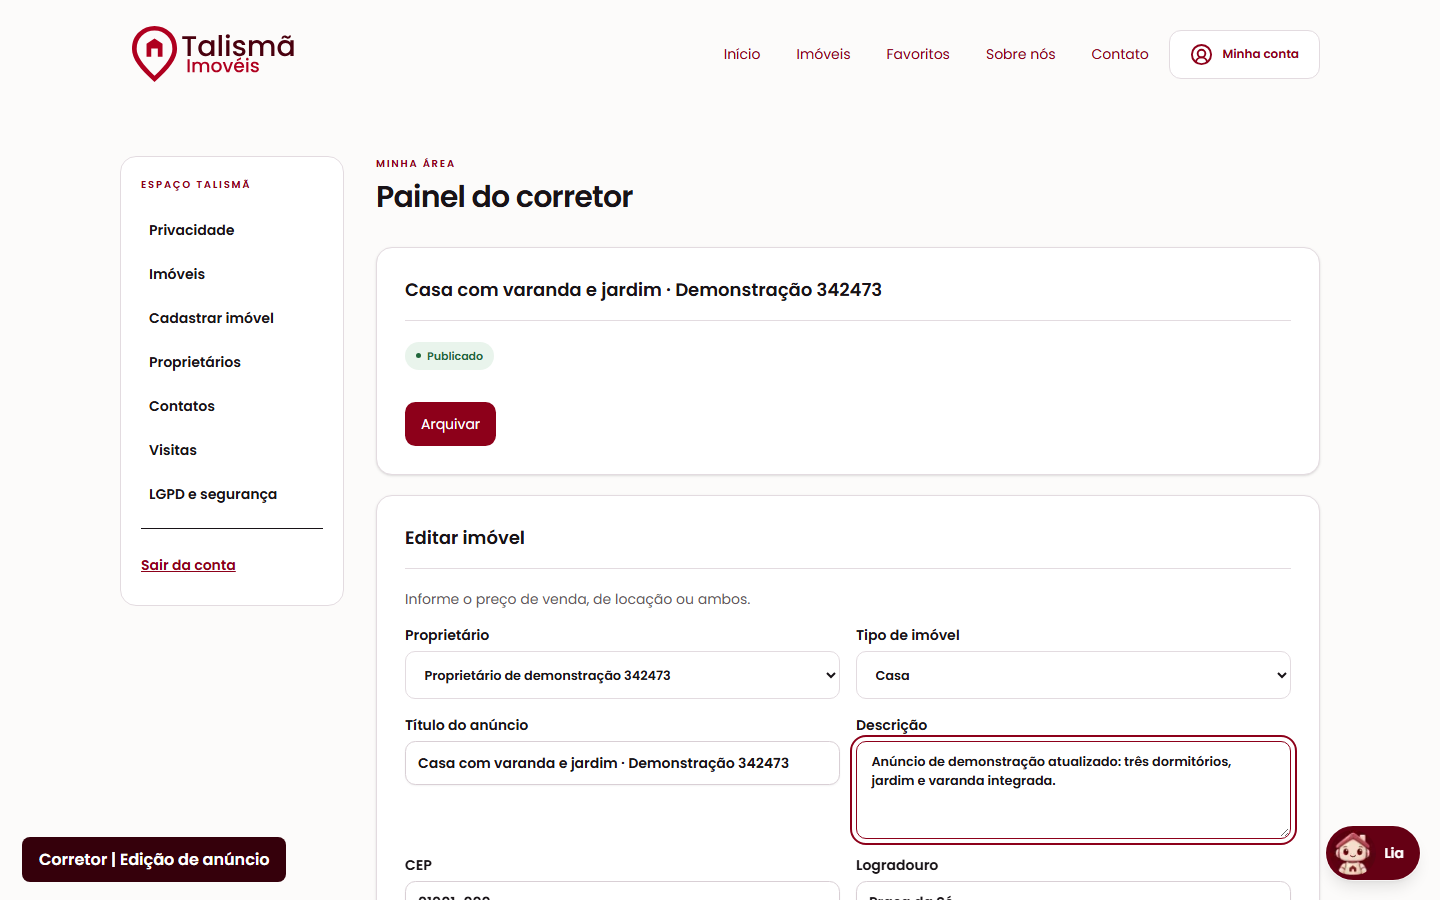 Talismã
Imovéis
Início
Imóveis
Favoritos
Sobre nós
Contato
Minha conta
ESPAÇO TALISMÃ
Privacidade
Imóveis
Cadastrar imóvel
Proprietários
Contatos
Visitas
LGPD e segurança
Sair da conta
MINHA ÁREA
Painel do corretor
Casa com varanda e jardim · Demonstração 342473
Publicado
Arquivar
Editar imóvel
Informe o preço de venda, de locação ou ambos.
Proprietário
Tipo de imóvel
Proprietário de demonstração 342473
Casa
Título do anúncio
Descrição
Casa com varanda e jardim · Demonstração 342473
Anúncio de demonstração atualizado: três dormitórios,
jardim e varanda integrada.
CEP
Logradouro
Corretor | Edição de anúncio
Lia